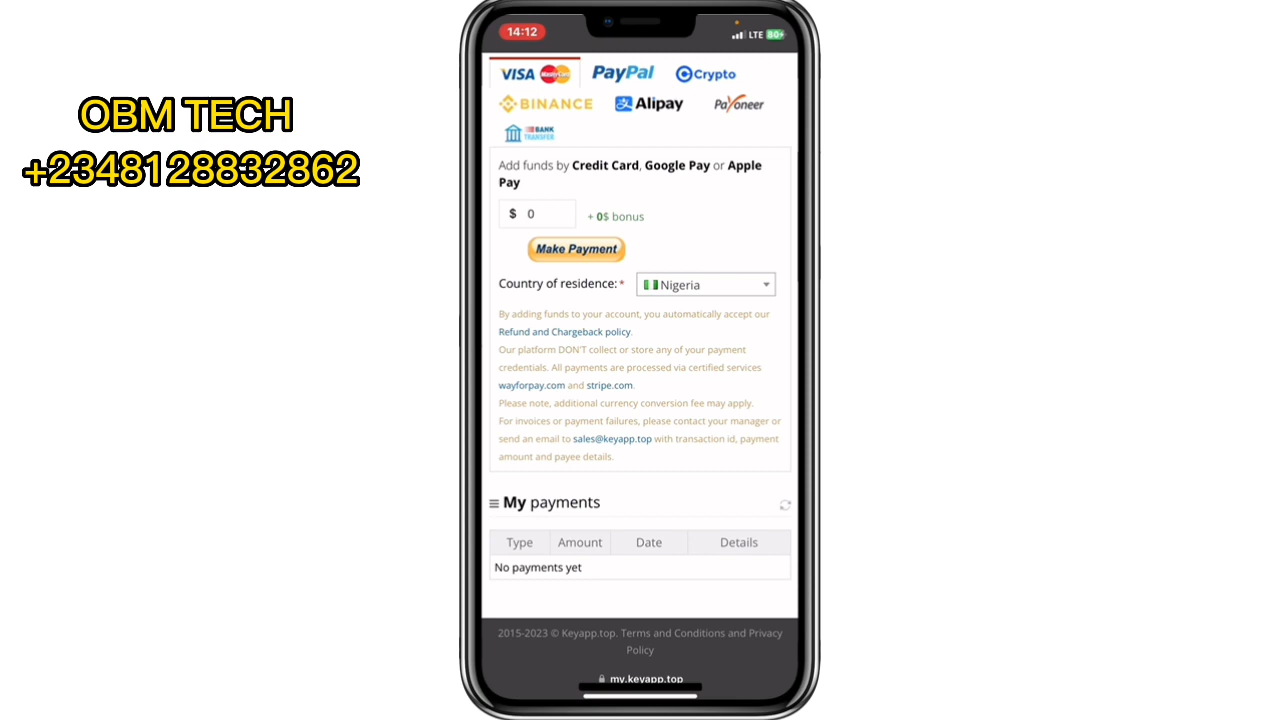 OBM TECH
+2348128832862
14:12
LTE 80+
VISA MasterCard PayPal Crypto
BINANCE Alipay Payoneer
BANK TRANSFER
Add funds by Credit Card, Google Pay or Apple
Pay
$ 0 + 0$ bonus
Make Payment
Country of residence:* Nigeria
By adding funds to your account, you automatically accept our
Refund and Chargeback policy.
Our platform DON'T collect or store any of your payment
credentials. All payments are processed via certified services
wayforpay.com and stripe.com.
Please note, additional currency conversion fee may apply.
For invoices or payment failures, please contact your manager or
send an email to sales@keyapp.top with transaction id, payment
amount and payee details.
My payments
Type Amount Date Details
No payments yet
2015-2023 © Keyapp.top. Terms and Conditions and Privacy
Policy
my.keyapp.top